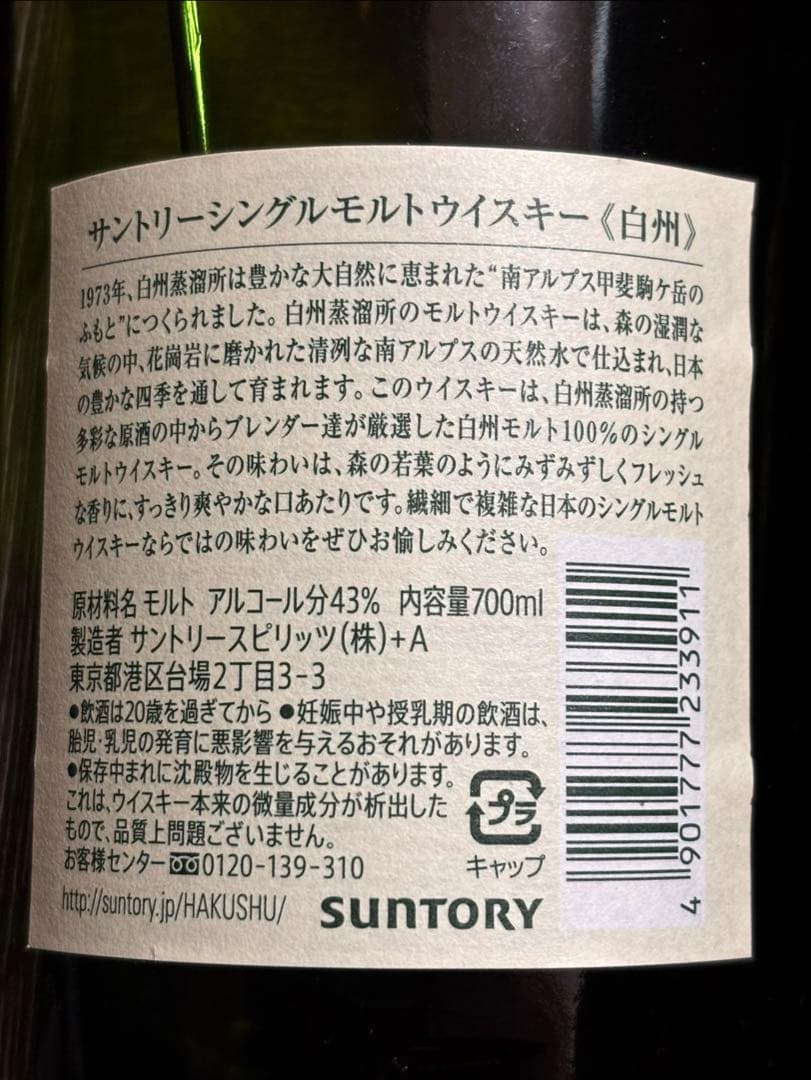 サントリーシングルモルトウイスキー《白州》
1973年、白州蒸溜所は豊かな大自然に恵まれた“南アルプス甲斐駒ケ岳の
ふもと”につくられました。白州蒸溜所のモルトウイスキーは、森の湿潤な
気候の中、花崗岩に磨かれた清冽な南アルプスの天然水で仕込まれ、日本
の豊かな四季を通して育まれます。このウイスキーは、白州蒸溜所の持つ
多彩な原酒の中からブレンダー達が厳選した白州モルト100%のシングル
モルトウイスキー。その味わいは、森の若葉のようにみずみずしくフレッシュ
な香りに、すっきり爽やかな口あたりです。繊細で複雑な日本のシングルモルト
ウイスキーならではの味わいをぜひお愉しみください。
原材料名 モルト アルコール分43% 内容量700ml
製造者 サントリースピリッツ(株)+A
東京都港区台場2丁目3-3
●飲酒は20歳を過ぎてから ●妊娠中や授乳期の飲酒は、
胎児・乳児の発育に悪影響を与えるおそれがあります。
●保存中まれに沈殿物を生じることがあります。
これは、ウイスキー本来の微量成分が析出した
もので、品質上問題ございません。
お客様センター 0120-139-310
http://suntory.jp/HAKUSHU/
SUNTORY
プラ
キャップ
4 901777 233911